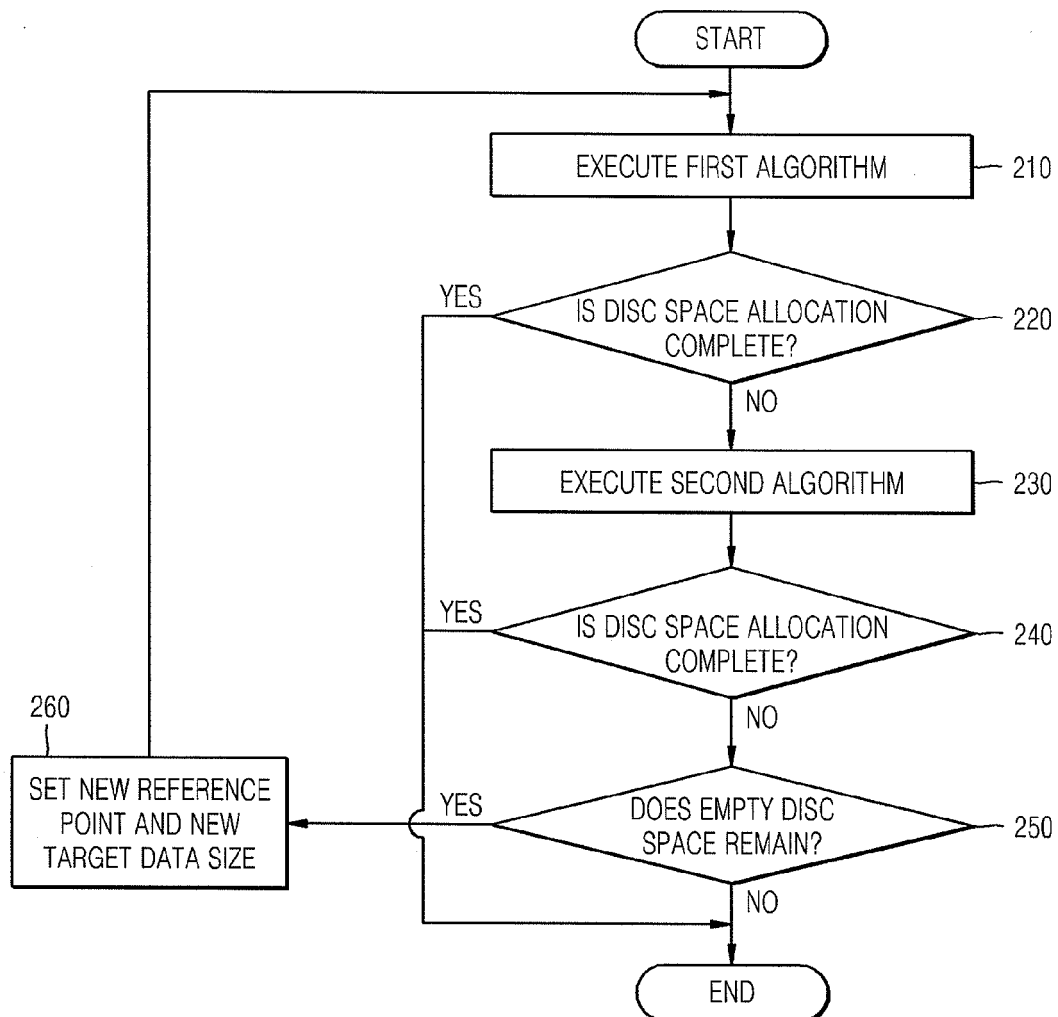 START
EXECUTE FIRST ALGORITHM
210
YES
IS DISC SPACE ALLOCATION
COMPLETE?
220
NO
EXECUTE SECOND ALGORITHM
230
YES
IS DISC SPACE ALLOCATION
COMPLETE?
240
NO
260
SET NEW REFERENCE
POINT AND NEW
TARGET DATA SIZE
YES
DOES EMPTY DISC
SPACE REMAIN?
250
NO
END